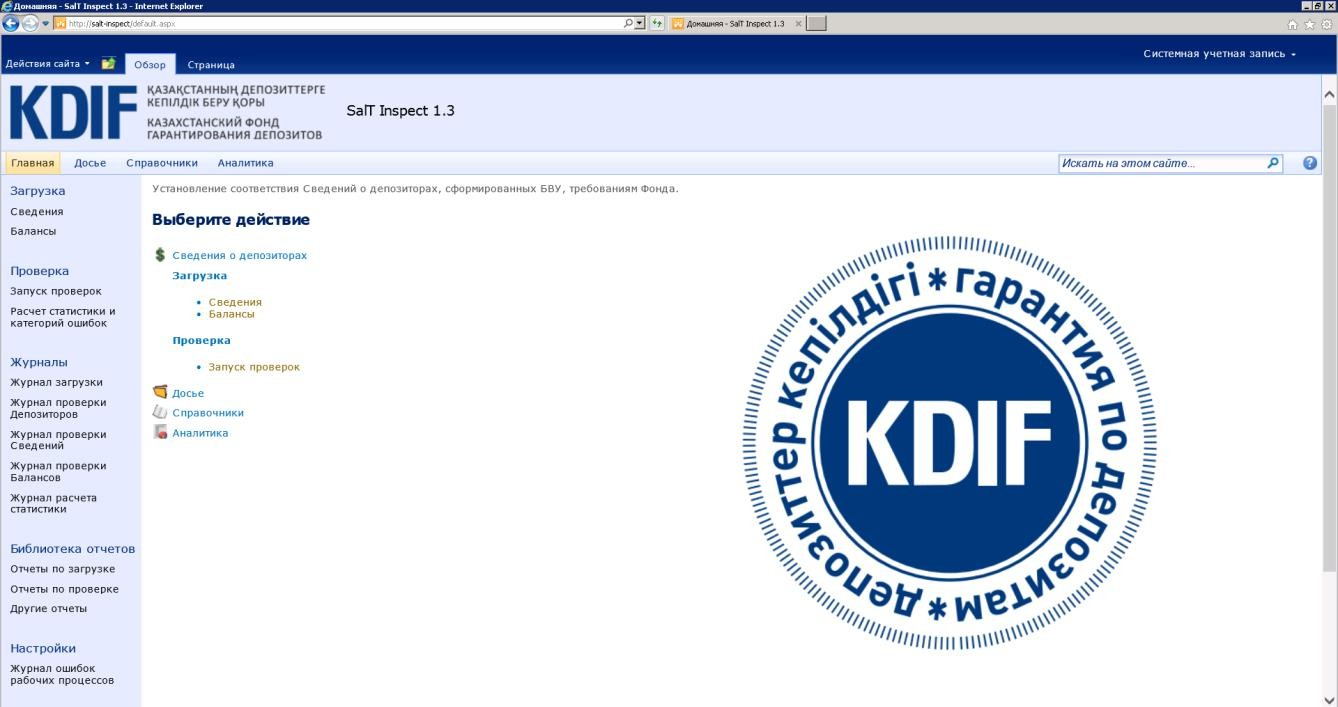 Домашняя - SalT Inspect 1.3 - Internet Explorer
http://salt-inspect/default.aspx
Домашняя - SalT Inspect 1.3
Действия сайта
Обзор
Страница
Системная учетная запись
KDIF
ҚАЗАҚСТАННЫҢ ДЕПОЗИТТЕРГЕ
КЕПІЛДІК БЕРУ ҚОРЫ
КАЗАХСТАНСКИЙ ФОНД
ГАРАНТИРОВАНИЯ ДЕПОЗИТОВ
SalT Inspect 1.3
Главная
Досье
Справочники
Аналитика
Искать на этом сайте...
Загрузка
Сведения
Балансы
Проверка
Запуск проверок
Расчет статистики и
категорий ошибок
Журналы
Журнал загрузки
Журнал проверки
Депозиторов
Журнал проверки
Сведений
Журнал проверки
Балансов
Журнал расчета
статистики
Библиотека отчетов
Отчеты по загрузке
Отчеты по проверке
Другие отчеты
Настройки
Журнал ошибок
рабочих процессов
Установление соответствия Сведений о депозиторах, сформированных БВУ, требованиям Фонда.
Выберите действие
Сведения о депозиторах
Загрузка
• Сведения
• Балансы
Проверка
• Запуск проверок
Досье
Справочники
Аналитика
депозиттер кепілдігі * гарантия по депозитам *
KDIF